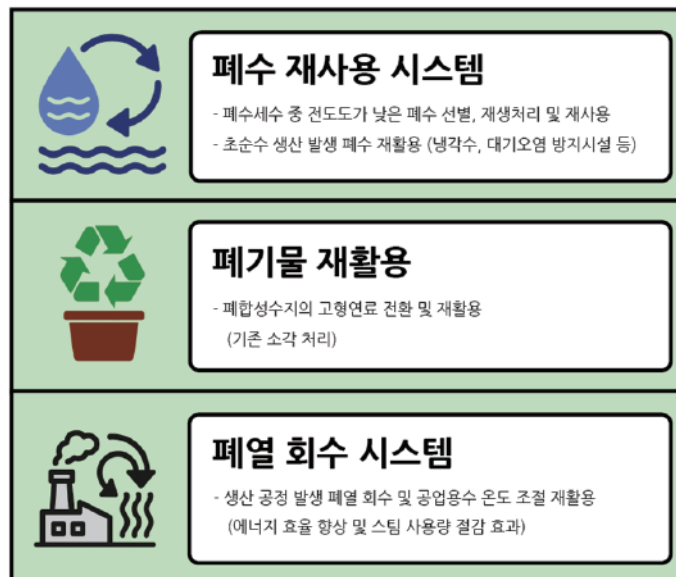 폐수 재사용 시스템
- 폐수세수 중 전도도가 낮은 폐수 선별, 재생처리 및 재사용
- 초순수 생산 발생 폐수 재활용 (냉각수, 대기오염 방지시설 등)
폐기물 재활용
- 폐합성수지의 고형연료 전환 및 재활용
(기존 소각 처리)
폐열 회수 시스템
- 생산 공정 발생 폐열 회수 및 공업용수 온도 조절 재활용
(에너지 효율 향상 및 스팀 사용량 절감 효과)